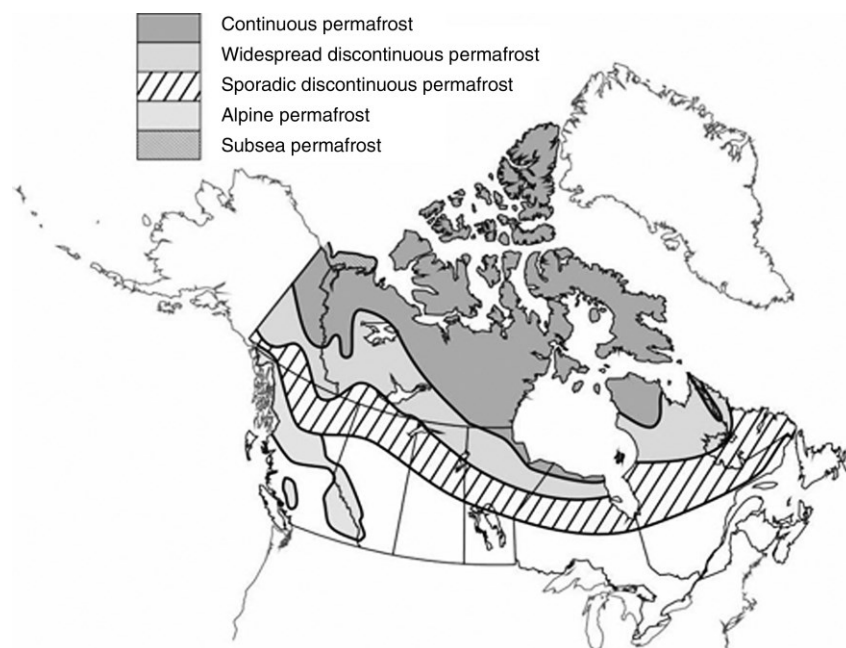 Continuous permafrost
Widespread discontinuous permafrost
Sporadic discontinuous permafrost
Alpine permafrost
Subsea permafrost